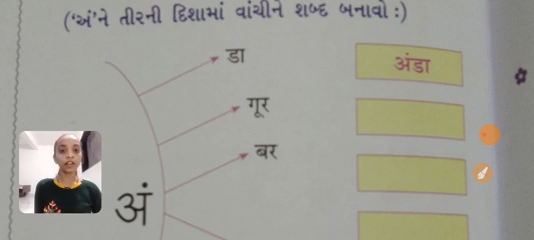 ('અં'ને તીરની દિશામાં વાંચીને શબ્દ બનાવો :)
डा
अंडा
गूर
बर
अं